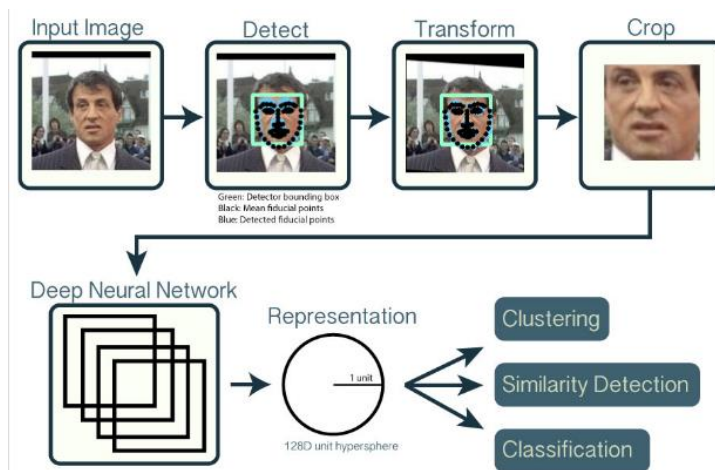 Input Image
Detect
Transform
Crop
Green: Detector bounding box
Black: Mean fiducial points
Blue: Detected fiducial points
Deep Neural Network
Representation
1 unit
128D unit hypersphere
Clustering
Similarity Detection
Classification